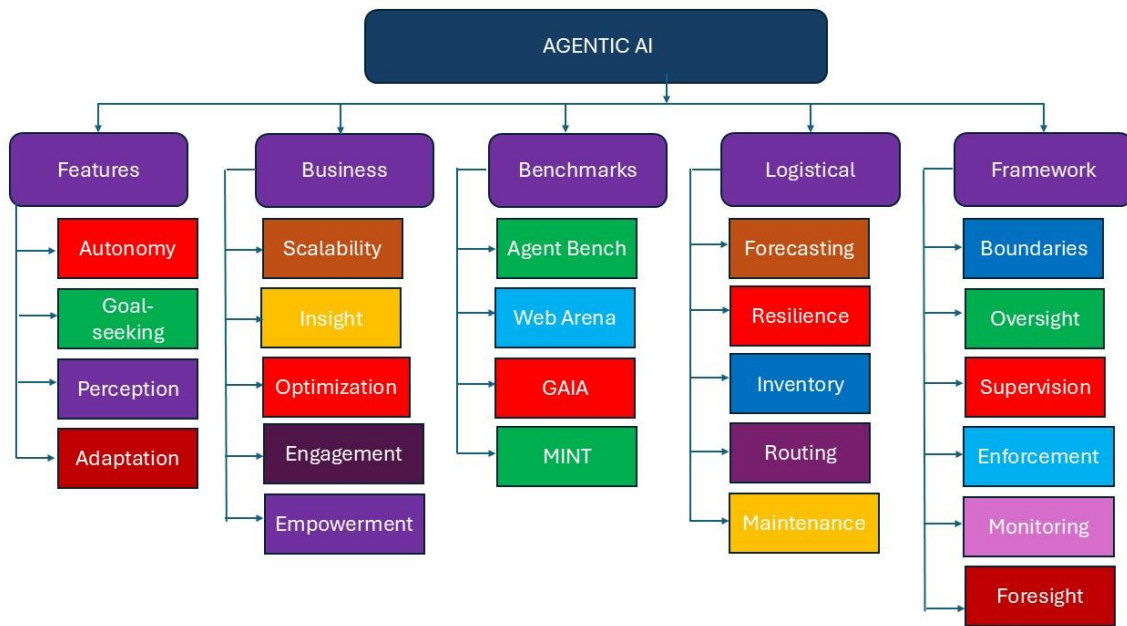 AGENTIC AI
Features
Business
Benchmarks
Logistical
Framework
Autonomy
Goal-
seeking
Perception
Adaptation
Scalability
Insight
Optimization
Engagement
Empowerment
Agent Bench
Web Arena
GAIA
MINT
Forecasting
Resilience
Inventory
Routing
Maintenance
Boundaries
Oversight
Supervision
Enforcement
Monitoring
Foresight